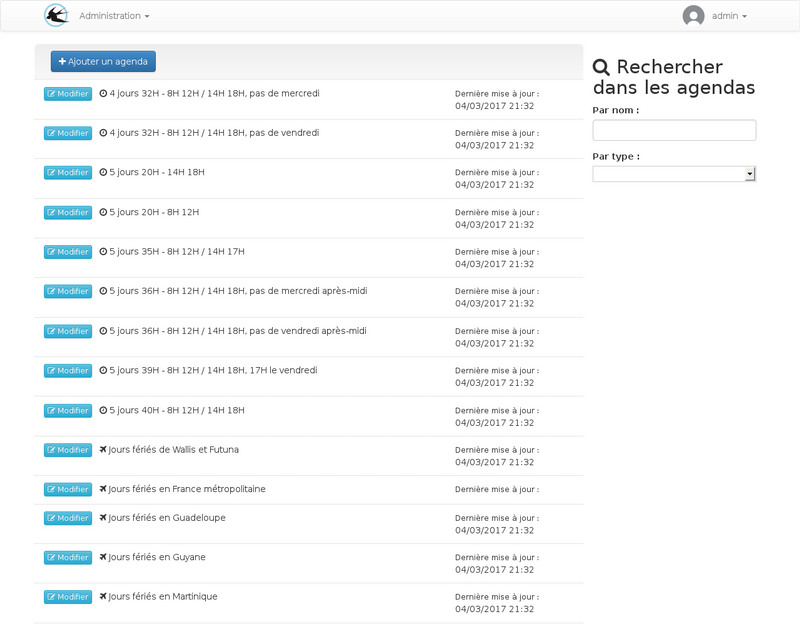 Administration
admin
Ajouter un agenda
Modifier 4 jours 32H - 8H 12H / 14H 18H, pas de mercredi Dernière mise à jour :
04/03/2017 21:32
Modifier 4 jours 32H - 8H 12H / 14H 18H, pas de vendredi Dernière mise à jour :
04/03/2017 21:32
Modifier 5 jours 20H - 14H 18H Dernière mise à jour :
04/03/2017 21:32
Modifier 5 jours 20H - 8H 12H Dernière mise à jour :
04/03/2017 21:32
Modifier 5 jours 35H - 8H 12H / 14H 17H Dernière mise à jour :
04/03/2017 21:32
Modifier 5 jours 36H - 8H 12H / 14H 18H, pas de mercredi après-midi Dernière mise à jour :
04/03/2017 21:32
Modifier 5 jours 36H - 8H 12H / 14H 18H, pas de vendredi après-midi Dernière mise à jour :
04/03/2017 21:32
Modifier 5 jours 39H - 8H 12H / 14H 18H, 17H le vendredi Dernière mise à jour :
04/03/2017 21:32
Modifier 5 jours 40H - 8H 12H / 14H 18H Dernière mise à jour :
04/03/2017 21:32
Modifier Jours fériés de Wallis et Futuna Dernière mise à jour :
04/03/2017 21:32
Modifier Jours fériés en France métropolitaine Dernière mise à jour :
Modifier Jours fériés en Guadeloupe Dernière mise à jour :
04/03/2017 21:32
Modifier Jours fériés en Guyane Dernière mise à jour :
04/03/2017 21:32
Modifier Jours fériés en Martinique Dernière mise à jour :
04/03/2017 21:32
Rechercher
dans les agendas
Par nom :
Par type :